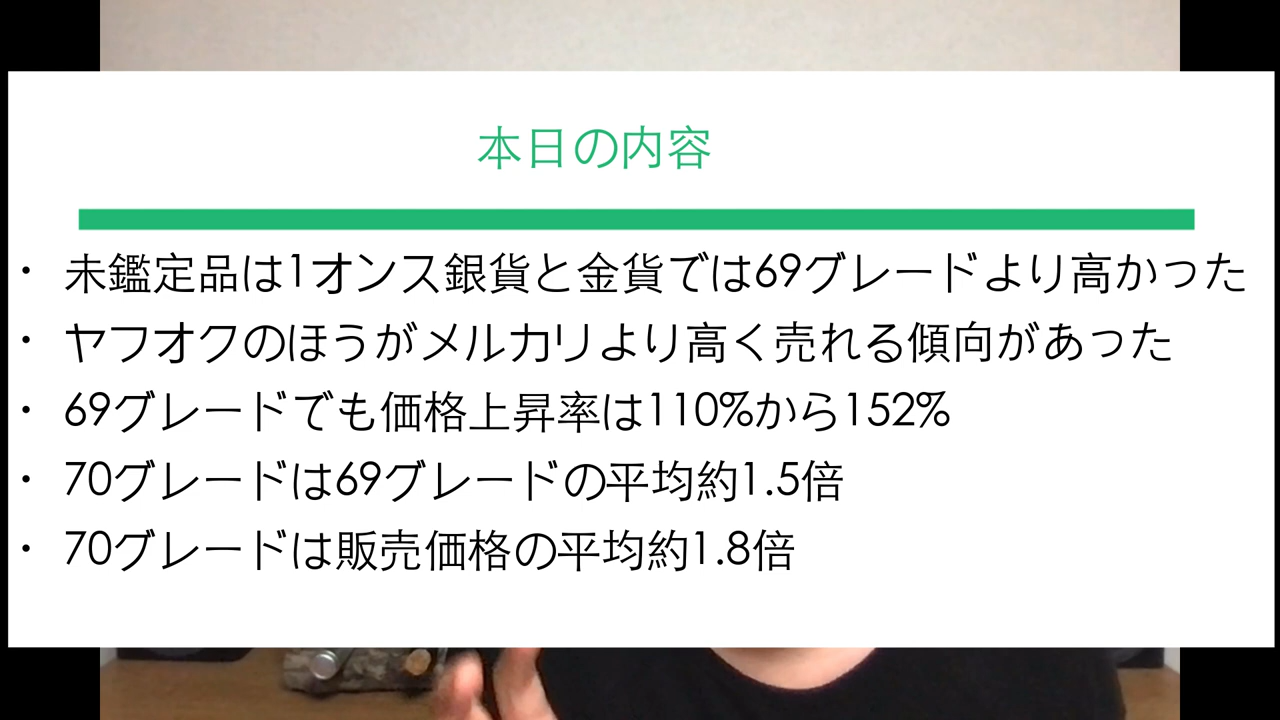 本日の内容
・ 未鑑定品は1オンス銀貨と金貨では69グレードより高かった
・ ヤフオクのほうがメルカリより高く売れる傾向があった
・ 69グレードでも価格上昇率は110%から152%
・ 70グレードは69グレードの平均約1.5倍
・ 70グレードは販売価格の平均約1.8倍